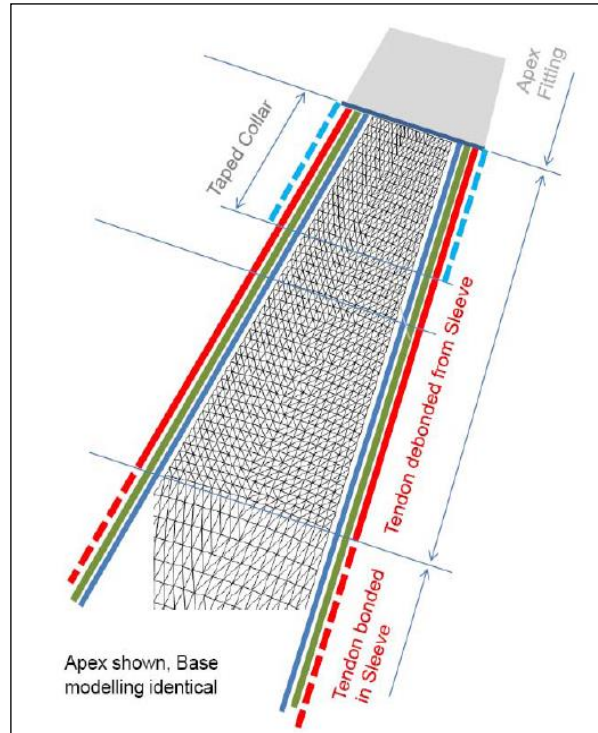 Apex
Fitting
Taped Collar
Tendon debonded from Sleeve
Tendon bonded
in Sleeve
Apex shown, Base
modelling identical